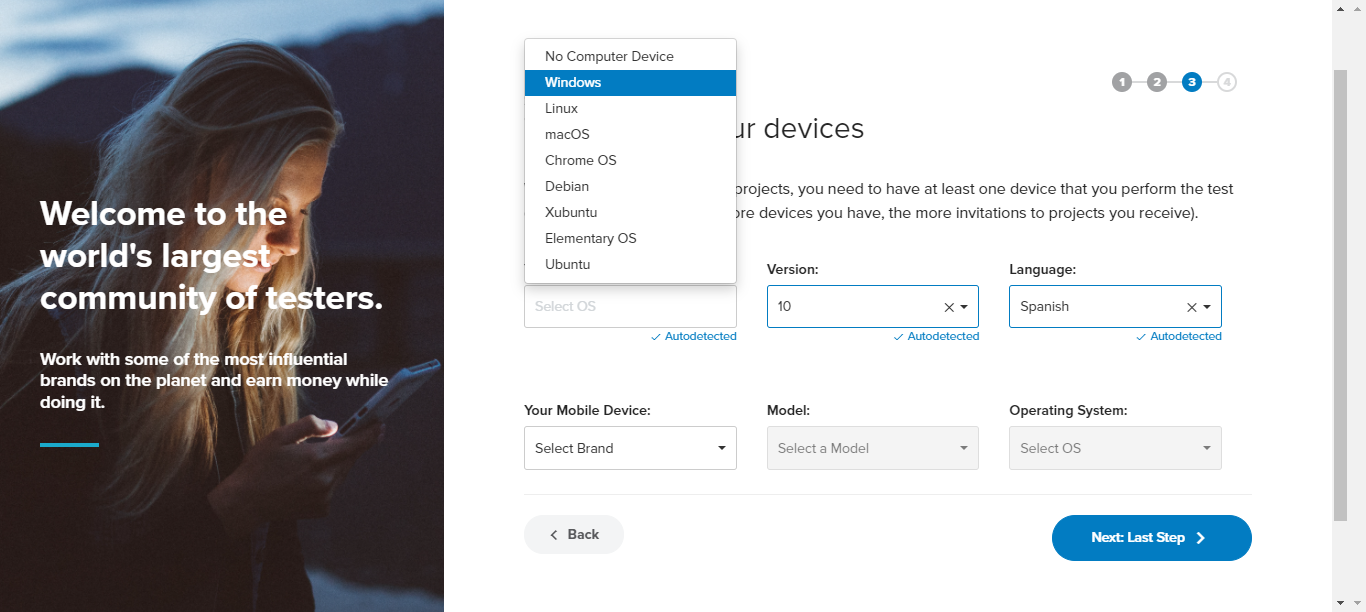 Welcome to the
world's largest
community of testers.
Work with some of the most influential
brands on the planet and earn money while
doing it.
1 2 3 4
ur devices
projects, you need to have at least one device that you perform the test
ore devices you have, the more invitations to projects you receive).
No Computer Device
Windows
Linux
macOS
Chrome OS
Debian
Xubuntu
Elementary OS
Ubuntu
Version:
Language:
Select OS
10
Spanish
Autodetected
Autodetected
Autodetected
Your Mobile Device:
Model:
Operating System:
Select Brand
Select a Model
Select OS
Back
Next: Last Step